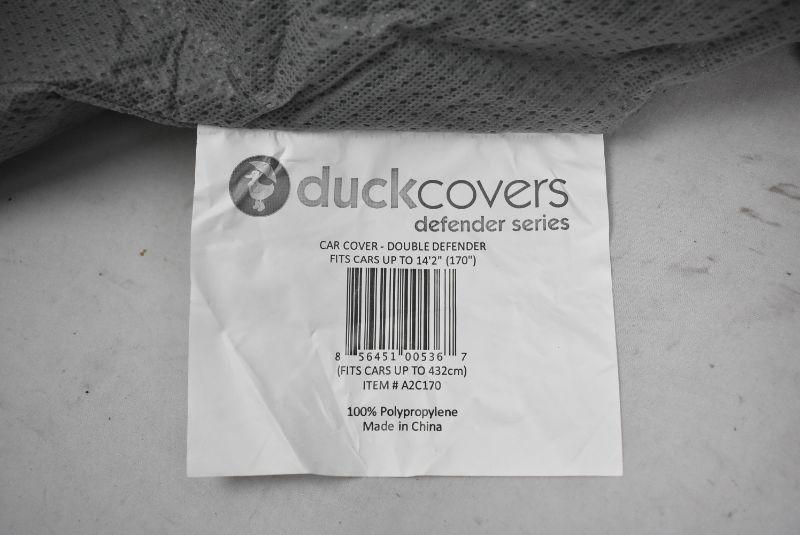 duckcovers
defender series
CAR COVER - DOUBLE DEFENDER
FITS CARS UP TO 14'2" (170")
8 56451 00536 7
(FITS CARS UP TO 432cm)
ITEM # A2C170
100% Polypropylene
Made in China